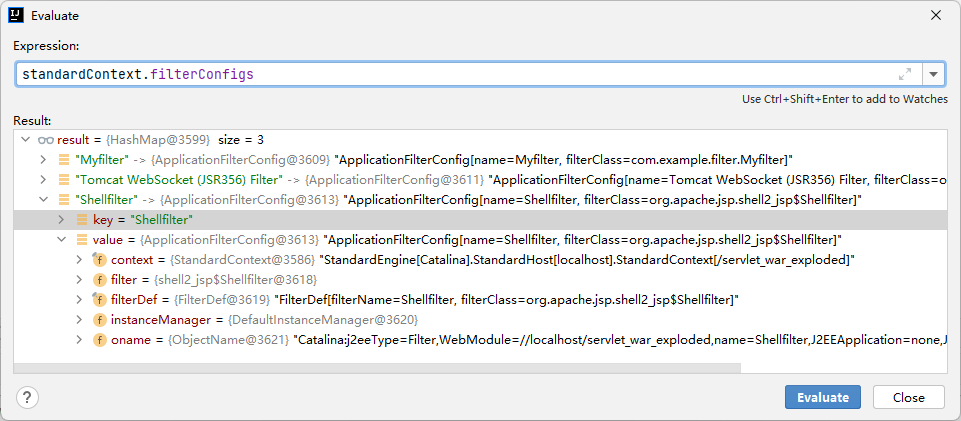 Evaluate
Expression:
standardContext.filterConfigs
Use Ctrl+Shift+Enter to add to Watches
Result:
result = {HashMap@3599} size = 3
"Myfilter" -> {ApplicationFilterConfig@3609} "ApplicationFilterConfig[name=Myfilter, filterClass=com.example.filter.Myfilter]"
"Tomcat WebSocket (JSR356) Filter" -> {ApplicationFilterConfig@3611} "ApplicationFilterConfig[name=Tomcat WebSocket (JSR356) Filter, filterClass=o
"Shellfilter" -> {ApplicationFilterConfig@3613} "ApplicationFilterConfig[name=Shellfilter, filterClass=org.apache.jsp.shell2_jsp$Shellfilter]"
key = "Shellfilter"
value = {ApplicationFilterConfig@3613} "ApplicationFilterConfig[name=Shellfilter, filterClass=org.apache.jsp.shell2_jsp$Shellfilter]"
context = {StandardContext@3586} "StandardEngine[Catalina].StandardHost[localhost].StandardContext[/servlet_war_exploded]"
filter = {shell2_jsp$Shellfilter@3618}
filterDef = {FilterDef@3619} "FilterDef[filterName=Shellfilter, filterClass=org.apache.jsp.shell2_jsp$Shellfilter]"
instanceManager = {DefaultInstanceManager@3620}
oname = {ObjectName@3621} "Catalina:j2eeType=Filter,WebModule=//localhost/servlet_war_exploded,name=Shellfilter,J2EEApplication=none,J
?
Evaluate
Close